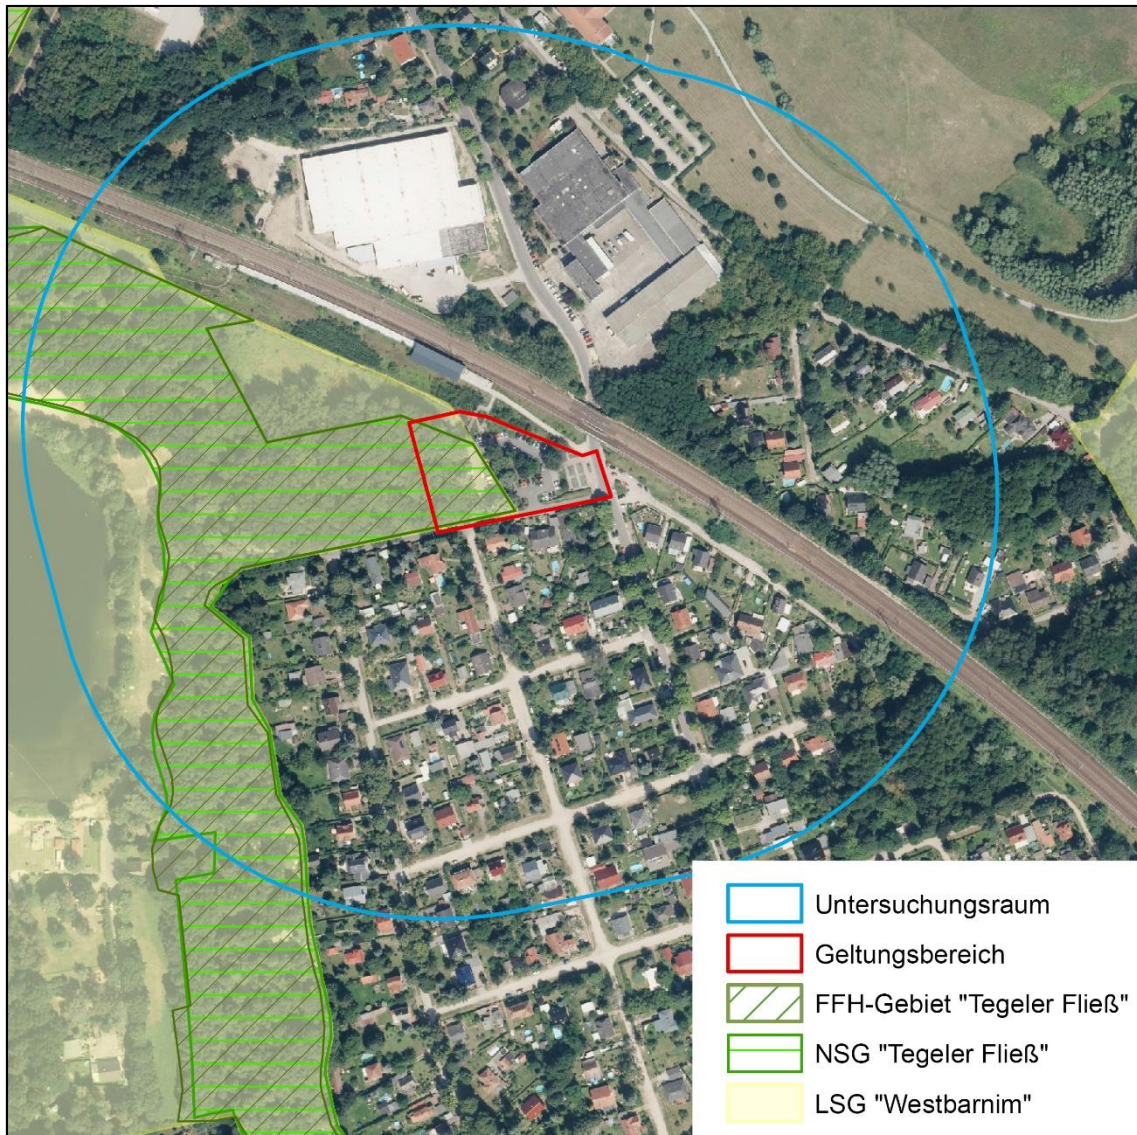 Untersuchungsraum
Geltungsbereich
FFH-Gebiet "Tegeler Fließ"
NSG "Tegeler Fließ"
LSG "Westbarnim"